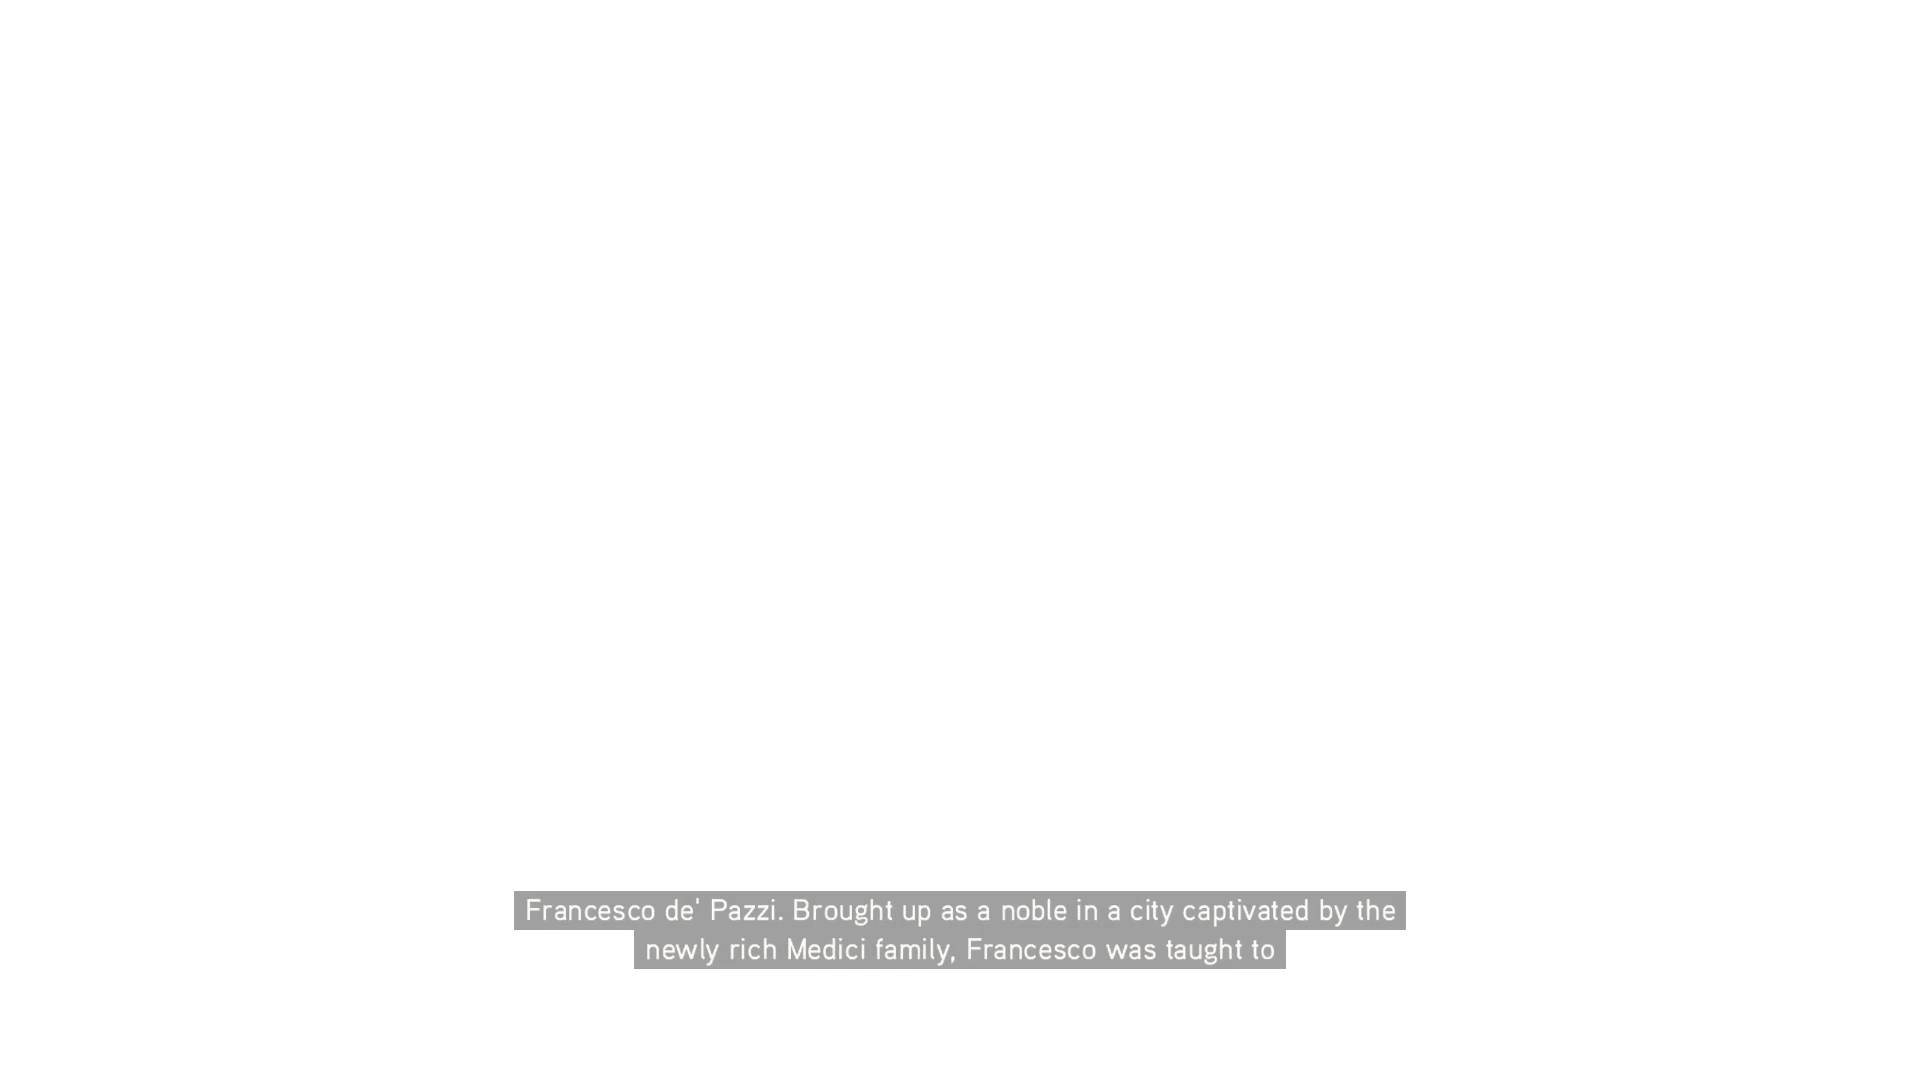 Francesco de' Pazzi. Brought up as a noble in a city captivated by the
newly rich Medici family, Francesco was taught to